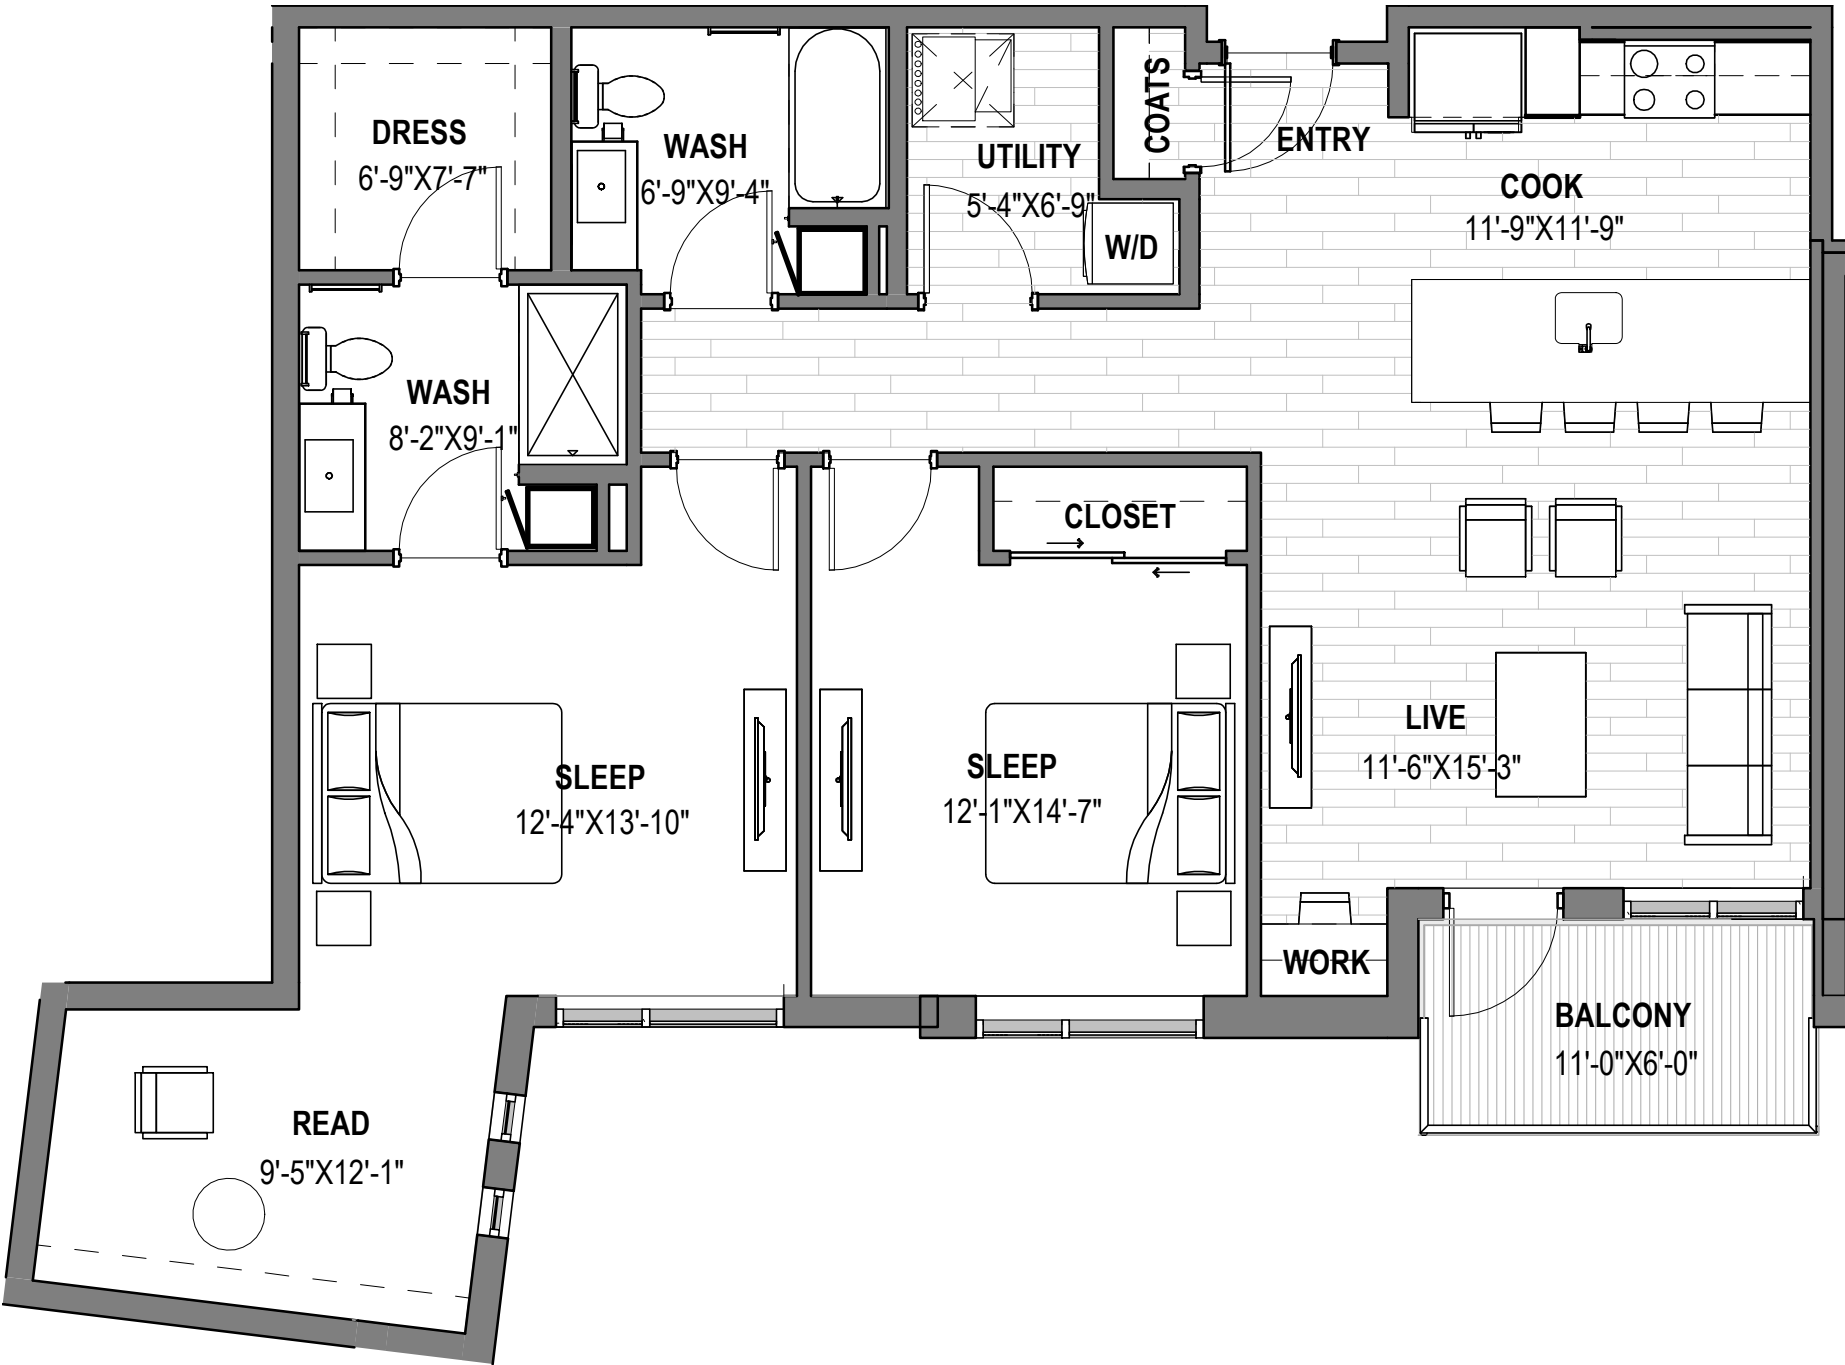 DRESS
6'-9"X7'-7"
WASH
6'-9"X9'-4"
UTILITY
5'-4"X6'-9"
COATS
ENTRY
W/D
COOK
11'-9"X11'-9"
WASH
8'-2"X9'-1"
CLOSET
SLEEP
12'-4"X13'-10"
SLEEP
12'-1"X14'-7"
LIVE
11'-6"X15'-3"
WORK
BALCONY
11'-0"X6'-0"
READ
9'-5"X12'-1"